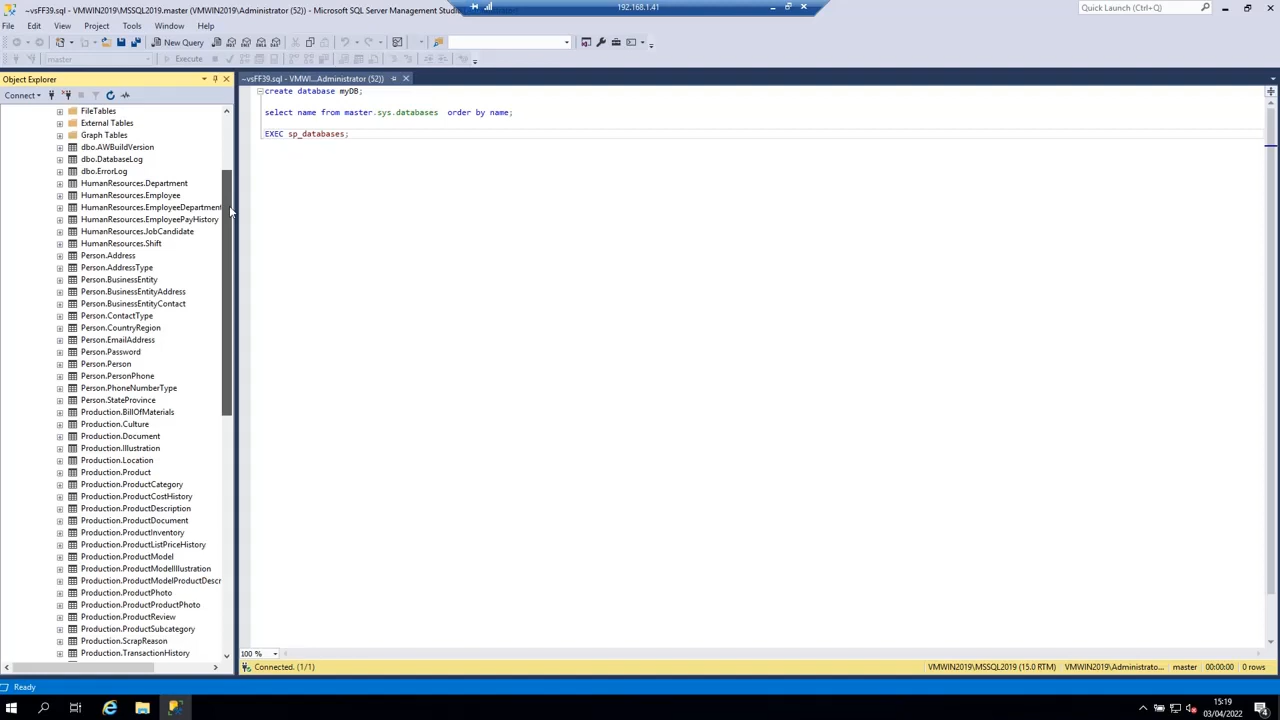 ~vsFF39.sql - VMWIN2019\MSSQL2019.master (VMWIN2019\Administrator (52)) - Microsoft SQL Server Management Studio
192.168.1.41
Quick Launch (Ctrl+Q)
File Edit View Project Tools Window Help
New Query
master
Execute
Object Explorer
Connect
FileTables
External Tables
Graph Tables
dbo.AWBuildVersion
dbo.DatabaseLog
dbo.ErrorLog
HumanResources.Department
HumanResources.Employee
HumanResources.EmployeeDepartment
HumanResources.EmployeePayHistory
HumanResources.JobCandidate
HumanResources.Shift
Person.Address
Person.AddressType
Person.BusinessEntity
Person.BusinessEntityAddress
Person.BusinessEntityContact
Person.ContactType
Person.CountryRegion
Person.EmailAddress
Person.Password
Person.Person
Person.PersonPhone
Person.PhoneNumberType
Person.StateProvince
Production.BillOfMaterials
Production.Culture
Production.Document
Production.Illustration
Production.Location
Production.Product
Production.ProductCategory
Production.ProductCostHistory
Production.ProductDescription
Production.ProductDocument
Production.ProductInventory
Production.ProductListPriceHistory
Production.ProductModel
Production.ProductModelIllustration
Production.ProductModelProductDescr
Production.ProductPhoto
Production.ProductProductPhoto
Production.ProductReview
Production.ProductSubcategory
Production.ScrapReason
Production.TransactionHistory
~vsFF39.sql - VMWI...Administrator (52))
create database myDB;
select name from master.sys.databases order by name;
EXEC sp_databases;
100 %
Connected. (1/1)
VMWIN2019\MSSQL2019 (15.0 RTM) VMWIN2019\Administrato... master 00:00:00 0 rows
Ready
15:19
03/04/2022
4